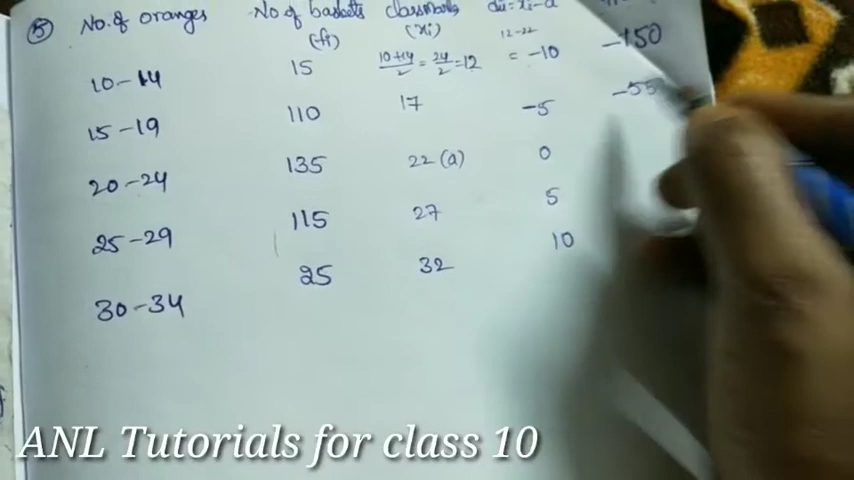 (5) No. of oranges No. of baskets (fi) classmarks (xi) di = xi - a
10-14 15 10+14/2 = 24/2 = 12 12-22 = -10 -150
15-19 110 17 -5 -55
20-24 135 22 (a) 0
25-29 115 27 5
30-34 25 32 10
ANL Tutorials for class 10